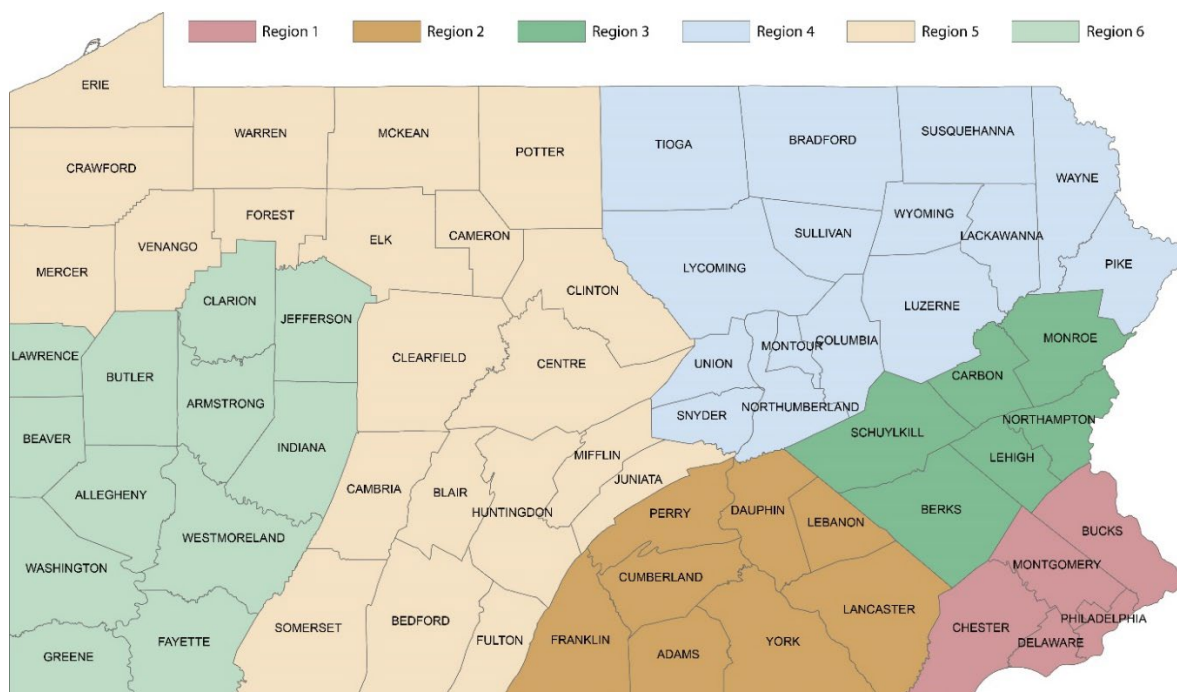 Region 1 Region 2 Region 3 Region 4 Region 5 Region 6
ERIE
WARREN
MCKEAN
POTTER
TIOGA
BRADFORD
SUSQUEHANNA
CRAWFORD
WAYNE
FOREST
WYOMING
VENANGO
ELK
CAMERON
SULLIVAN
LACKAWANNA
MERCER
LYCOMING
PIKE
CLARION
CLINTON
LUZERNE
JEFFERSON
LAWRENCE
CLEARFIELD
CENTRE
UNION
MONTOUR
COLUMBIA
MONROE
BUTLER
CARBON
ARMSTRONG
SNYDER
NORTHUMBERLAND
NORTHAMPTON
BEAVER
INDIANA
SCHUYLKILL
MIFFLIN
LEHIGH
ALLEGHENY
CAMBRIA
BLAIR
JUNIATA
HUNTINGDON
PERRY
DAUPHIN
LEBANON
BERKS
WESTMORELAND
BUCKS
WASHINGTON
CUMBERLAND
MONTGOMERY
LANCASTER
PHILADELPHIA
SOMERSET
BEDFORD
CHESTER
FAYETTE
FULTON
FRANKLIN
YORK
DELAWARE
GREENE
ADAMS